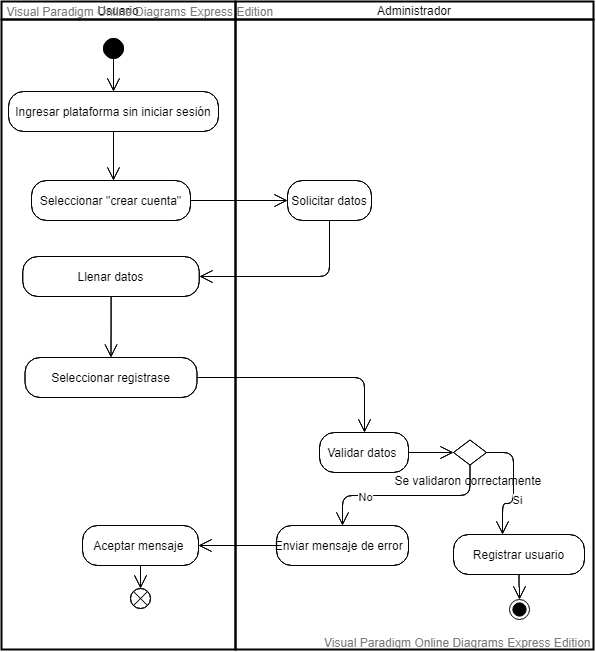 Visual Paradigm Online Diagrams Express Edition
Usuario
Administrador
Ingresar plataforma sin iniciar sesión
Seleccionar "crear cuenta"
Solicitar datos
Llenar datos
Seleccionar registrase
Validar datos
Se validaron correctamente
No
Si
Aceptar mensaje
Enviar mensaje de error
Registrar usuario
Visual Paradigm Online Diagrams Express Edition